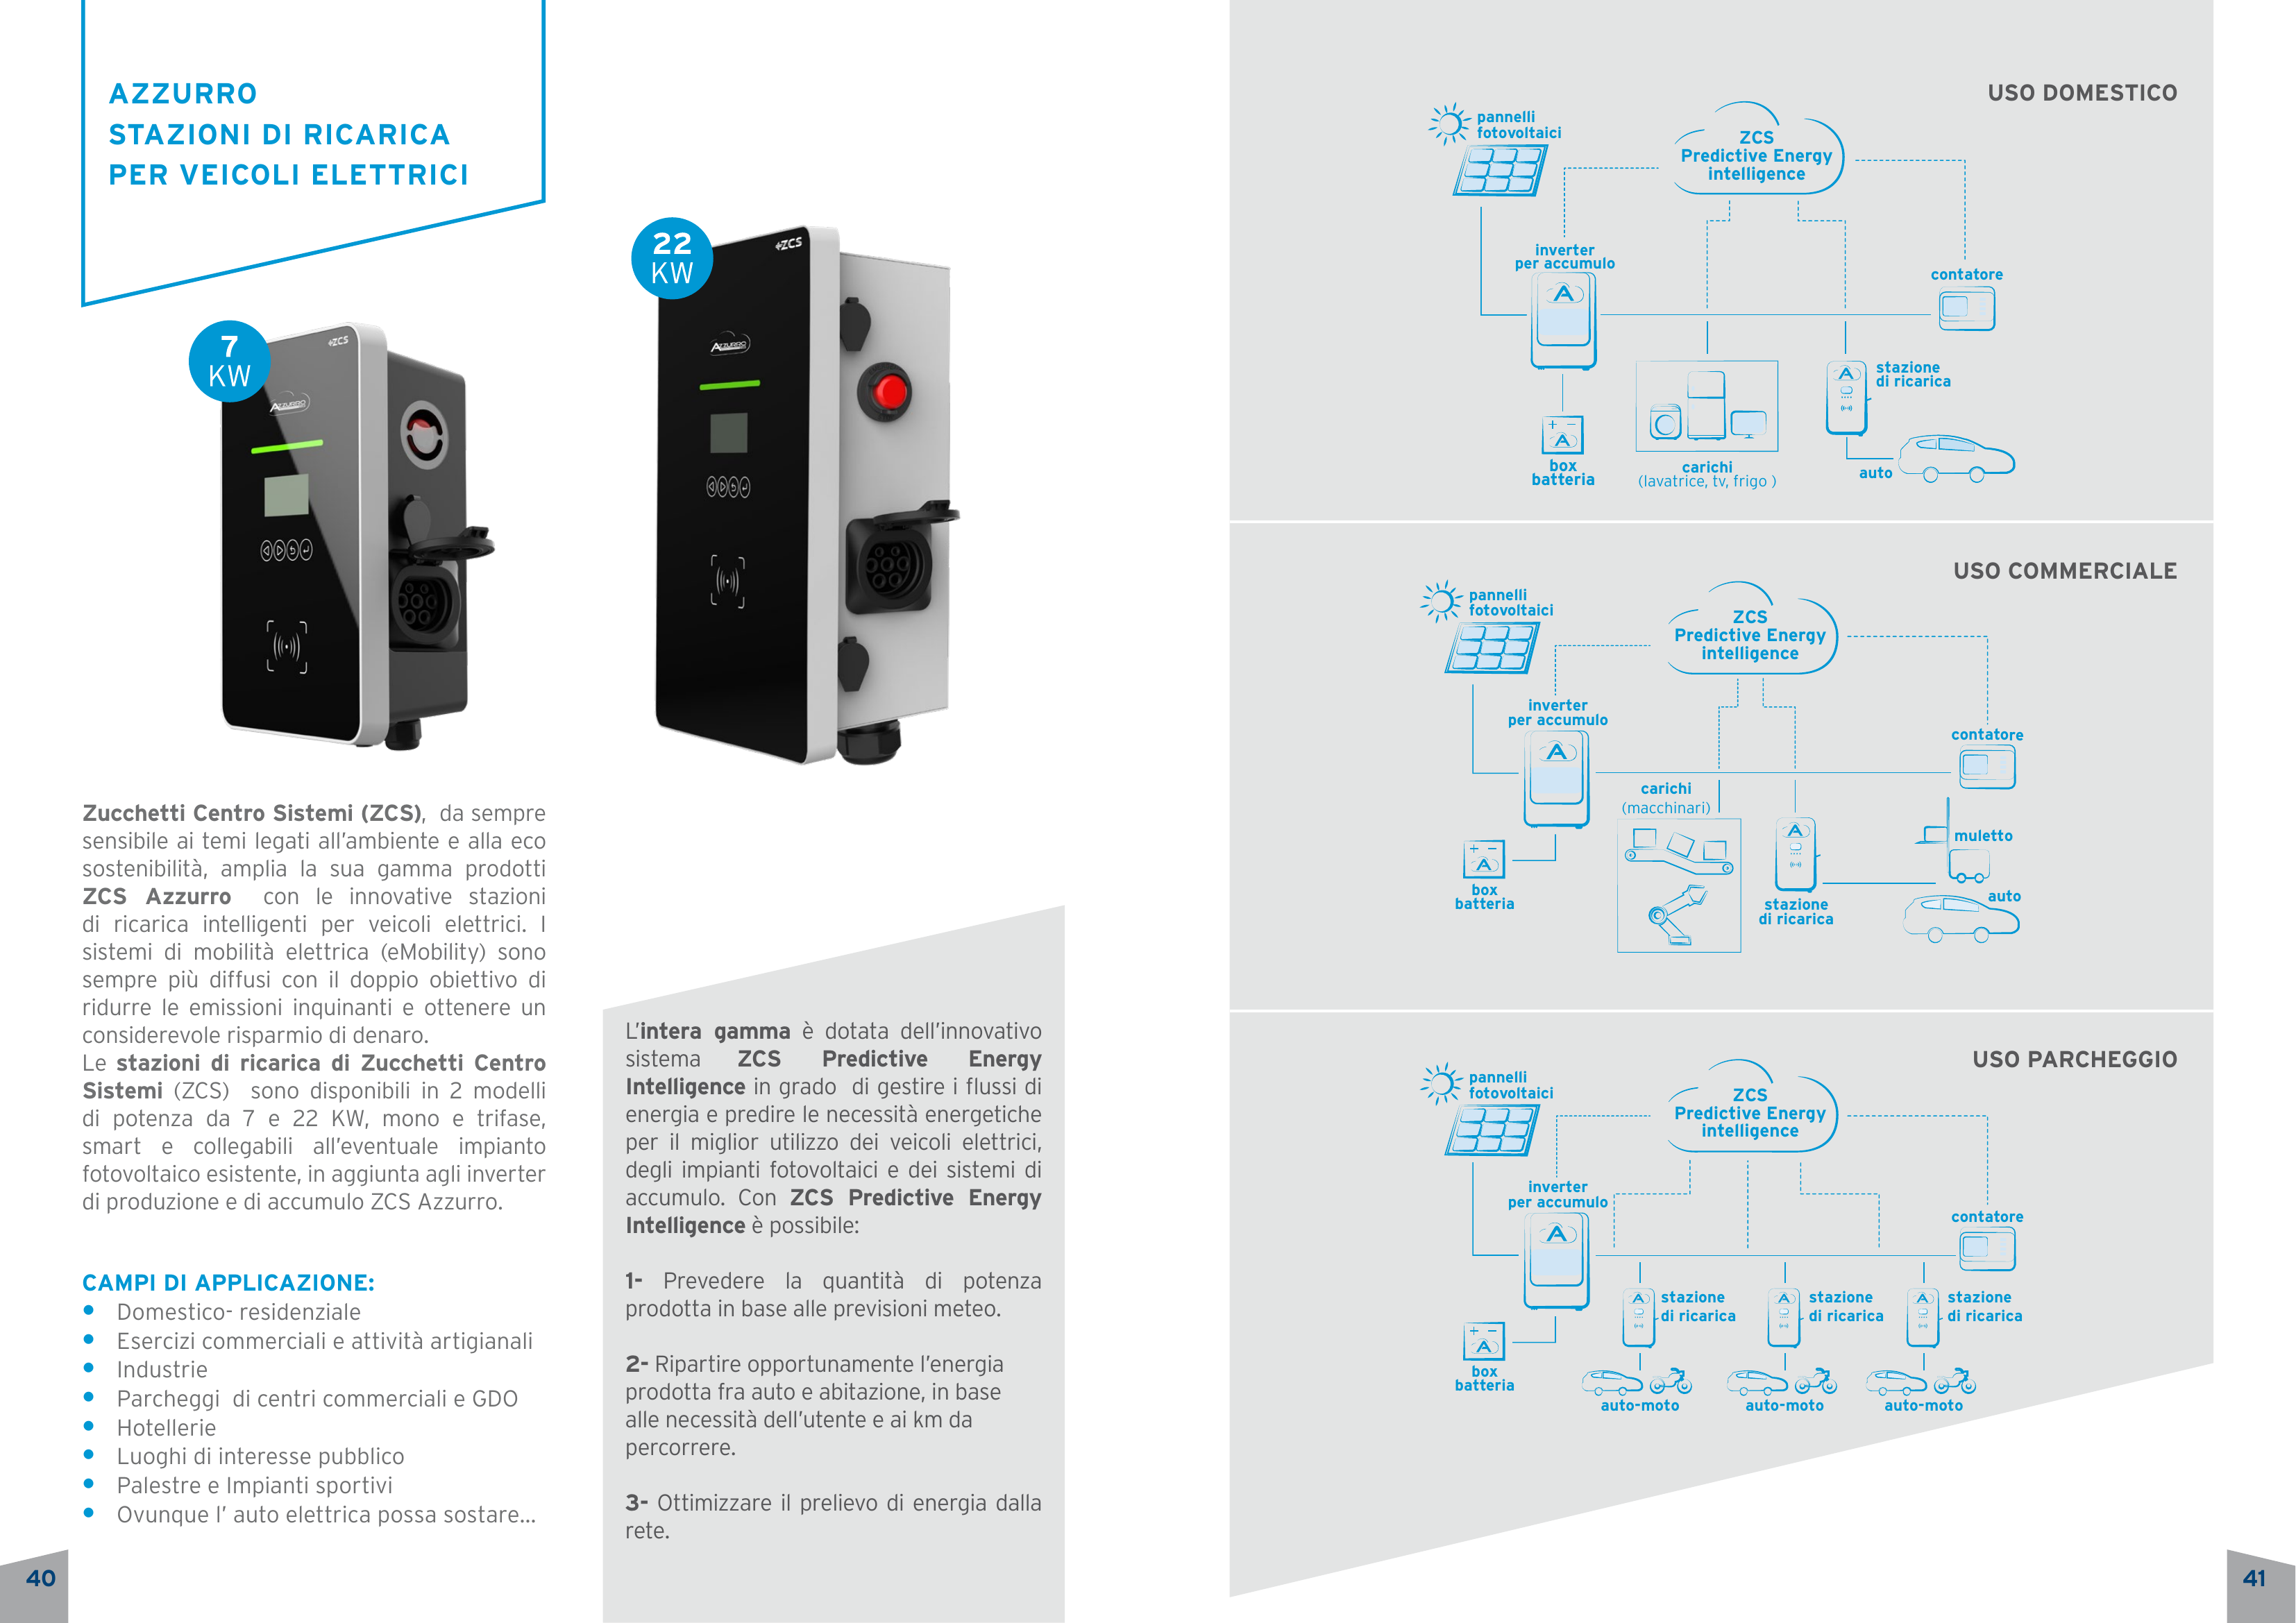 AZZURRO
STAZIONI DI RICARICA
PER VEICOLI ELETTRICI
7
KW
+ZCS
AZZURRO
22
KW
+ZCS
AZZURRO
Zucchetti Centro Sistemi (ZCS), da sempre
sensibile ai temi legati all’ambiente e alla eco
sostenibilità, amplia la sua gamma prodotti
ZCS Azzurro con le innovative stazioni
di ricarica intelligenti per veicoli elettrici. I
sistemi di mobilità elettrica (eMobility) sono
sempre più diffusi con il doppio obiettivo di
ridurre le emissioni inquinanti e ottenere un
considerevole risparmio di denaro.
Le stazioni di ricarica di Zucchetti Centro
Sistemi (ZCS) sono disponibili in 2 modelli
di potenza da 7 e 22 KW, mono e trifase,
smart e collegabili all’eventuale impianto
fotovoltaico esistente, in aggiunta agli inverter
di produzione e di accumulo ZCS Azzurro.
CAMPI DI APPLICAZIONE:
• Domestico- residenziale
• Esercizi commerciali e attività artigianali
• Industrie
• Parcheggi di centri commerciali e GDO
• Hotellerie
• Luoghi di interesse pubblico
• Palestre e Impianti sportivi
• Ovunque l’ auto elettrica possa sostare...
40
L’intera gamma è dotata dell’innovativo
sistema ZCS Predictive Energy
Intelligence in grado di gestire i flussi di
energia e predire le necessità energetiche
per il miglior utilizzo dei veicoli elettrici,
degli impianti fotovoltaici e dei sistemi di
accumulo. Con ZCS Predictive Energy
Intelligence è possibile:
1- Prevedere la quantità di potenza
prodotta in base alle previsioni meteo.
2- Ripartire opportunamente l’energia
prodotta fra auto e abitazione, in base
alle necessità dell’utente e ai km da
percorrere.
3- Ottimizzare il prelievo di energia dalla
rete.
USO DOMESTICO
pannelli
fotovoltaici
ZCS
Predictive Energy
intelligence
inverter
per accumulo
A
contatore
stazione
di ricarica
A
+ −
A
box
batteria
carichi
(lavatrice, tv, frigo )
auto
USO COMMERCIALE
pannelli
fotovoltaici
ZCS
Predictive Energy
intelligence
inverter
per accumulo
A
contatore
carichi
(macchinari)
A
muletto
+ −
A
box
batteria
stazione
di ricarica
auto
USO PARCHEGGIO
pannelli
fotovoltaici
ZCS
Predictive Energy
intelligence
inverter
per accumulo
A
contatore
A
stazione
di ricarica
A
stazione
di ricarica
A
stazione
di ricarica
+ −
A
box
batteria
auto-moto
auto-moto
auto-moto
41